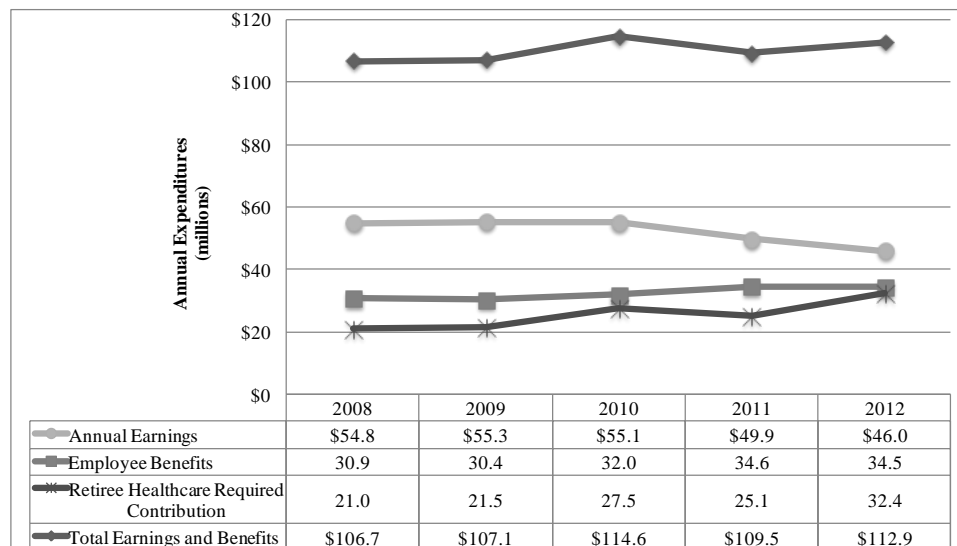 $120
$100
$80
$60
$40
$20
$0
Annual Expenditures
(millions)
2008 2009 2010 2011 2012
Annual Earnings $54.8 $55.3 $55.1 $49.9 $46.0
Employee Benefits 30.9 30.4 32.0 34.6 34.5
Retiree Healthcare Required
Contribution 21.0 21.5 27.5 25.1 32.4
Total Earnings and Benefits $106.7 $107.1 $114.6 $109.5 $112.9